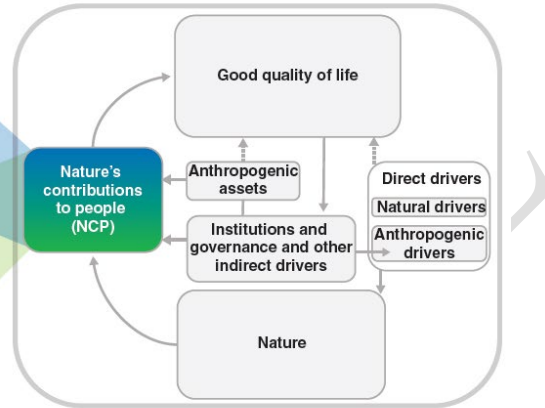 Good quality of life
Nature's
contributions
to people
(NCP)
Anthropogenic
assets
Direct drivers
Natural drivers
Anthropogenic
drivers
Institutions and
governance and other
indirect drivers
Nature